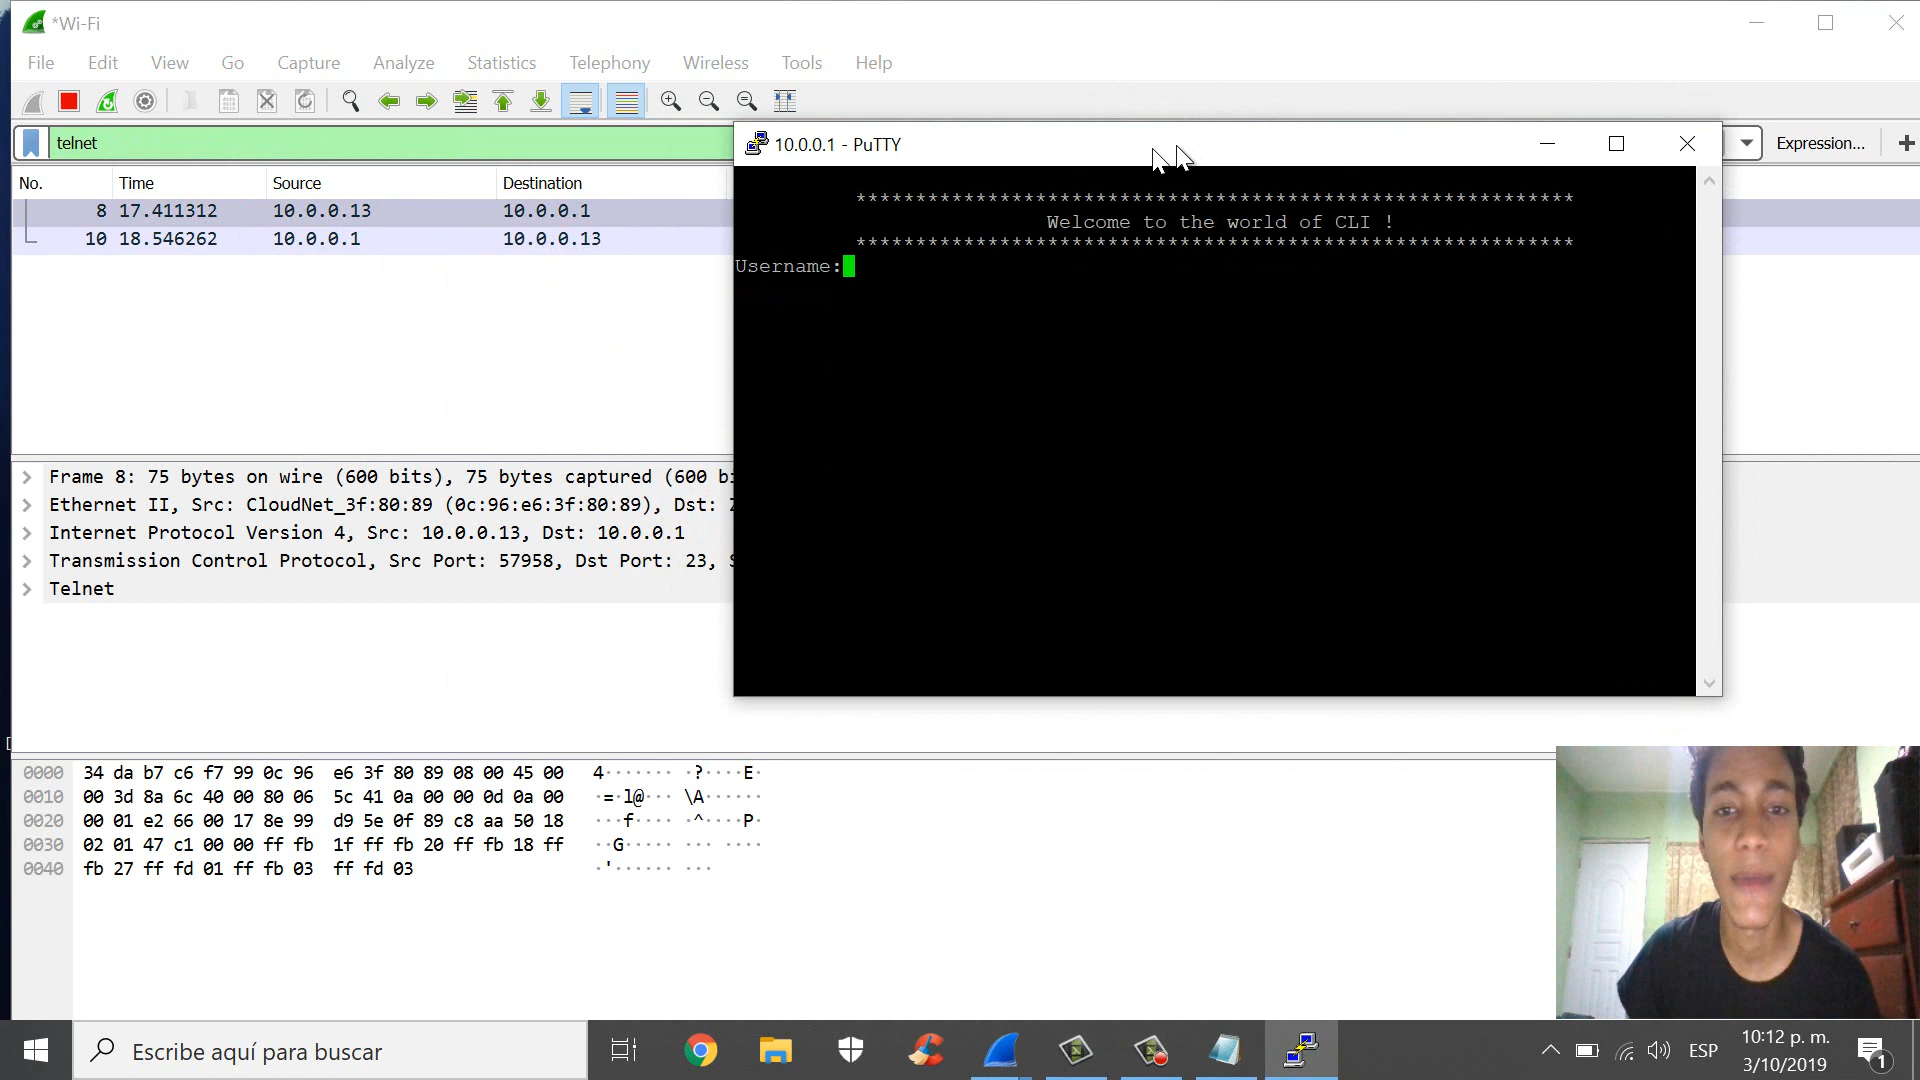 *Wi-Fi
File Edit View Go Capture Analyze Statistics Telephony Wireless Tools Help
telnet
Expression...
No. Time Source Destination
8 17.411312 10.0.0.13 10.0.0.1
10 18.546262 10.0.0.1 10.0.0.13
10.0.0.1 - PuTTY
************************************************************
Welcome to the world of CLI !
************************************************************
Username:
Frame 8: 75 bytes on wire (600 bits), 75 bytes captured (600 bi
Ethernet II, Src: CloudNet_3f:80:89 (0c:96:e6:3f:80:89), Dst:
Internet Protocol Version 4, Src: 10.0.0.13, Dst: 10.0.0.1
Transmission Control Protocol, Src Port: 57958, Dst Port: 23, S
Telnet
0000 34 da b7 c6 f7 99 0c 96 e6 3f 80 89 08 00 45 00 4······· ·?····E·
0010 00 3d 8a 6c 40 00 80 06 5c 41 0a 00 00 0d 0a 00 ·=·l@··· \A······
0020 00 01 e2 66 00 17 8e 99 d9 5e 0f 89 c8 aa 50 18 ···f···· ·^····P·
0030 02 01 47 c1 00 00 ff fb 1f ff fb 20 ff fb 18 ff ··G····· ··· ····
0040 fb 27 ff fd 01 ff fb 03 ff fd 03 ·'······ ···
Escribe aquí para buscar
ESP
10:12 p. m.
3/10/2019
1